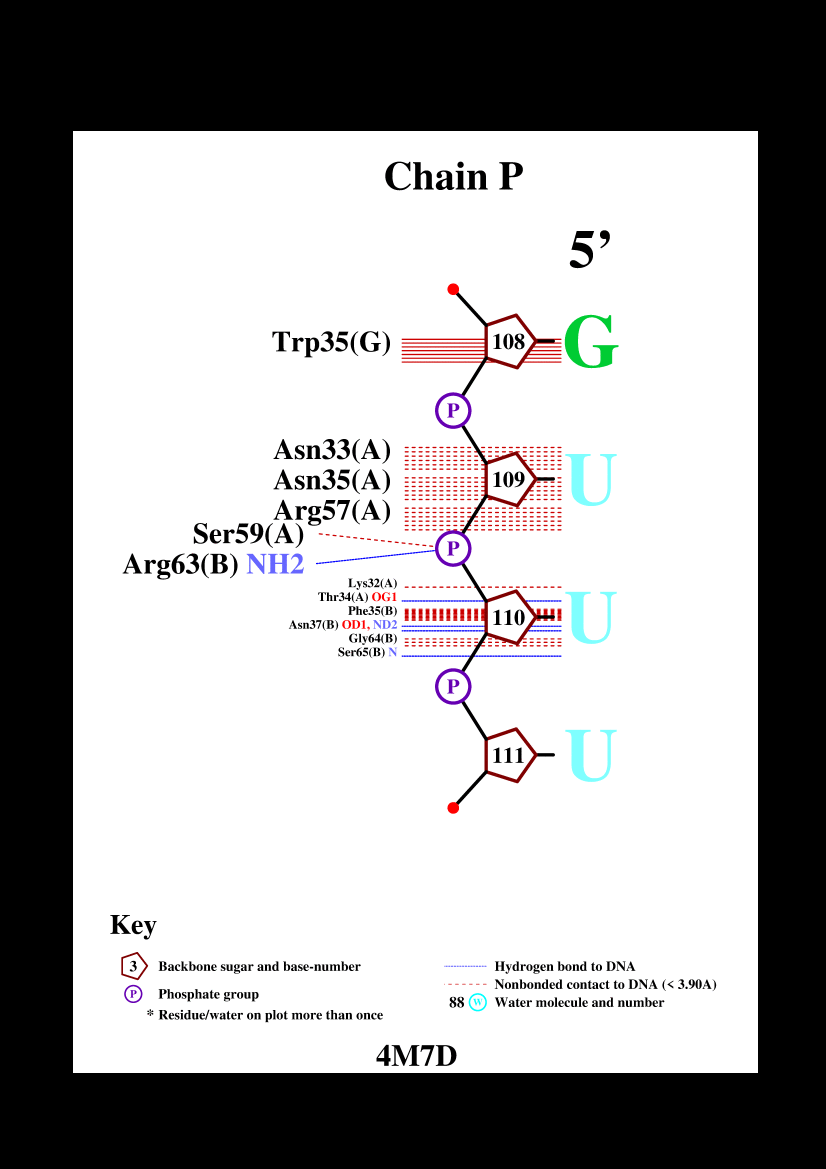 Chain P
5’
Trp35(G) 108 G
P
Asn33(A)
Asn35(A) 109 U
Arg57(A)
Ser59(A)
P
Arg63(B) NH2
Lys32(A)
Thr34(A) OG1
Phe35(B)
110 U
Asn37(B) OD1, ND2
Gly64(B)
Ser65(B) N
P
111 U
Key
3 Backbone sugar and base-number
P Phosphate group
* Residue/water on plot more than once
Hydrogen bond to DNA
Nonbonded contact to DNA (< 3.90A)
88 W Water molecule and number
4M7D